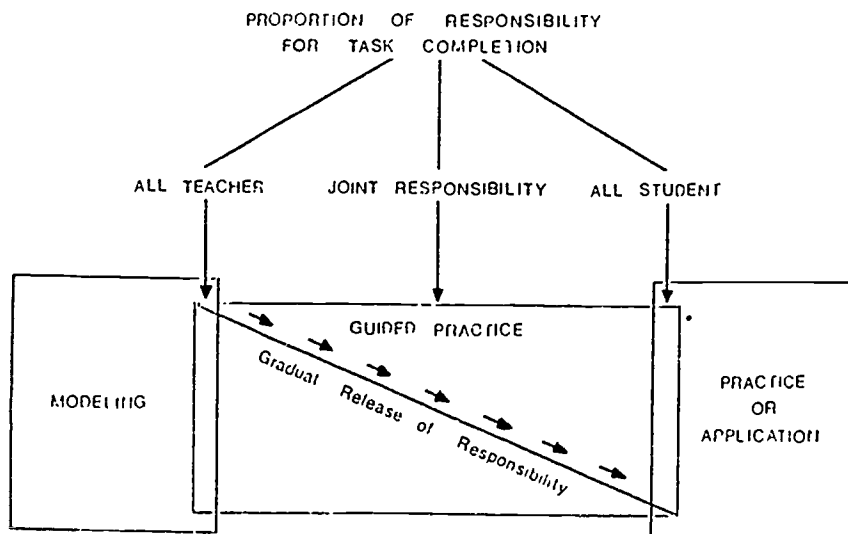 PROPORTION OF RESPONSIBILITY
FOR TASK COMPLETION
ALL TEACHER
JOINT RESPONSIBILITY
ALL STUDENT
GUIDED PRACTICE
Gradual Release of Responsibility
MODELING
PRACTICE
OR
APPLICATION